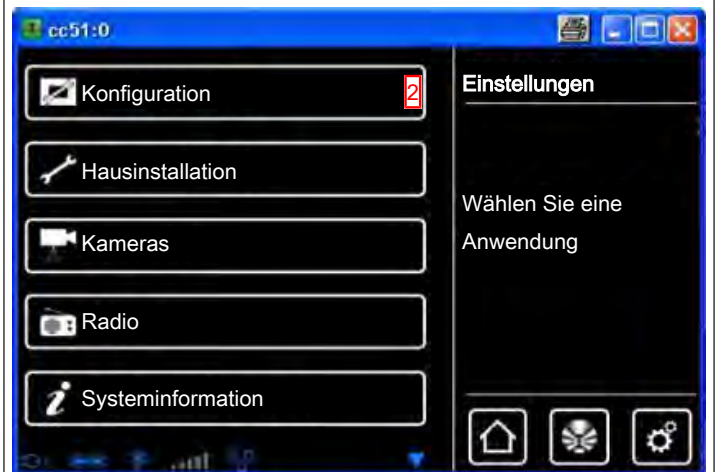 cc51:0
Konfiguration 2
Hausinstallation
Kameras
Radio
Systeminformation
Einstellungen
Wählen Sie eine
Anwendung